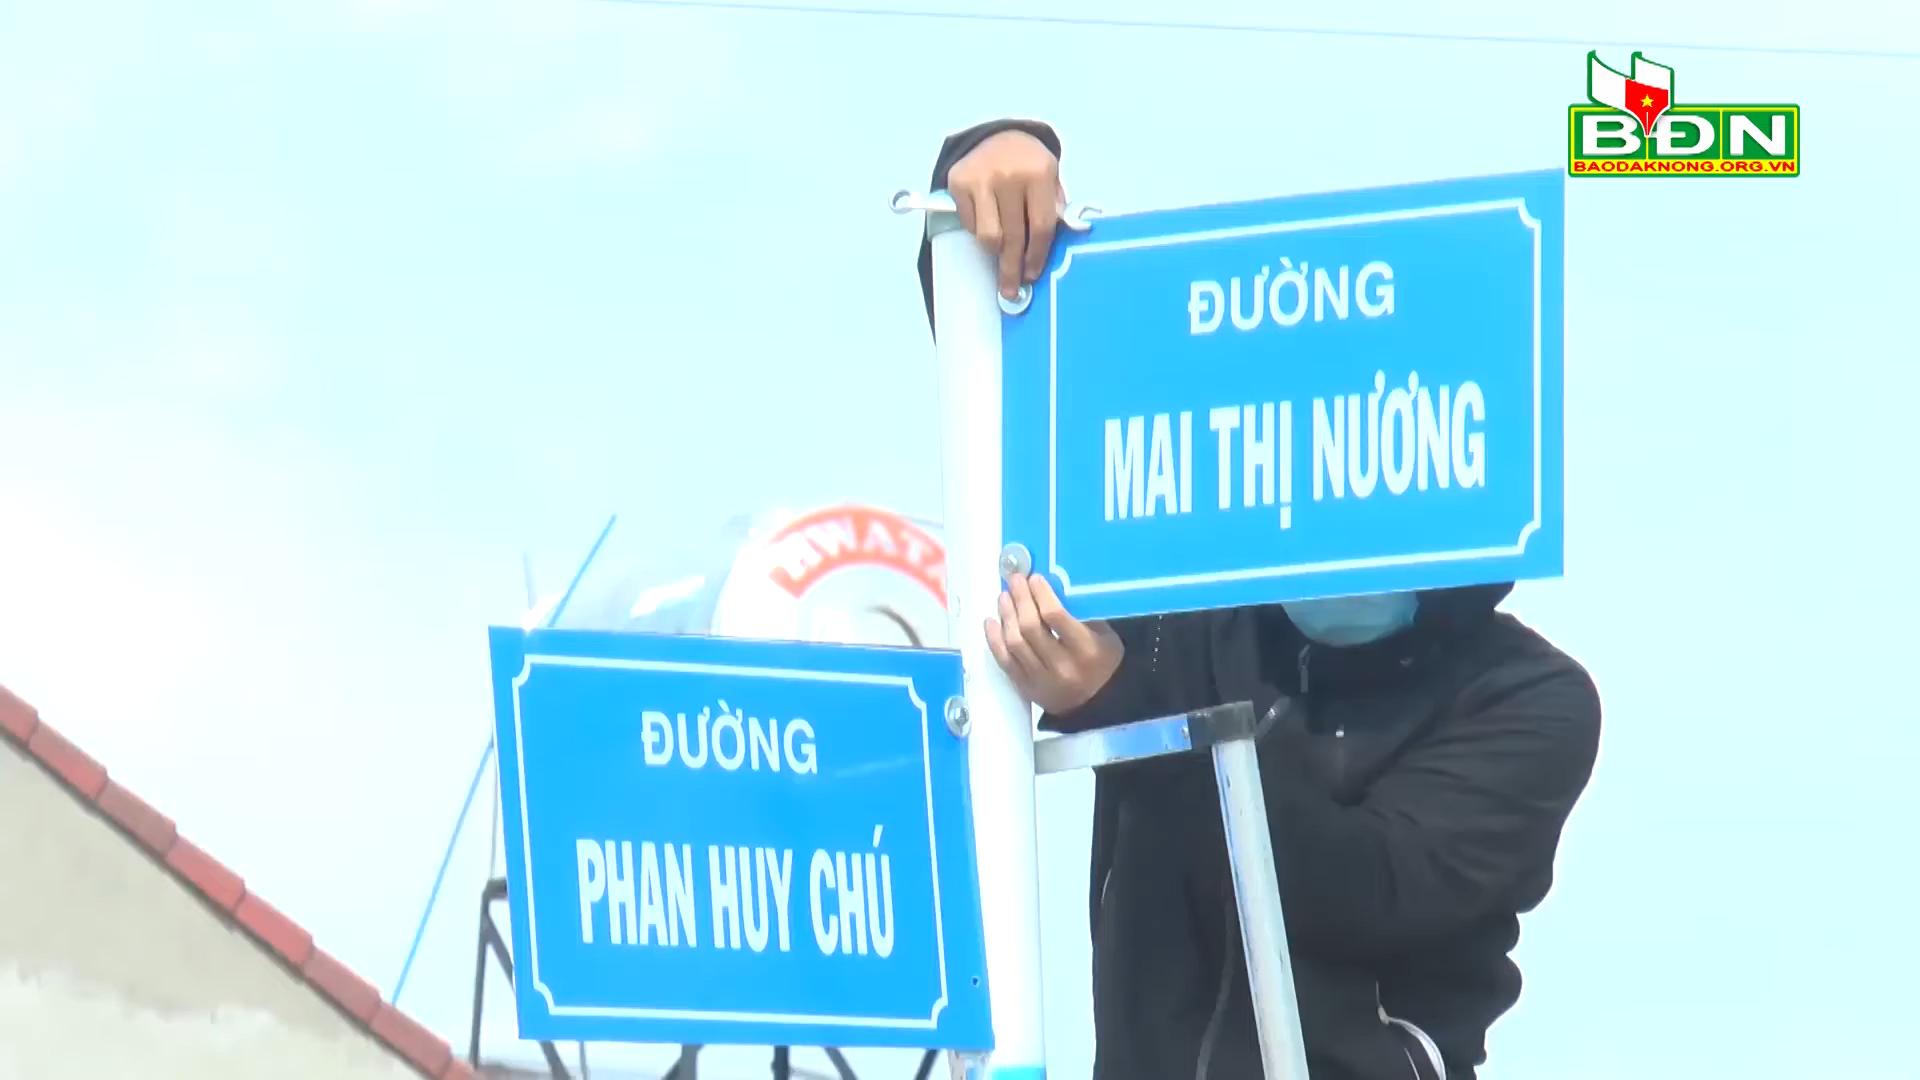 BĐN
BAODAKNONG.ORG.VN
ĐƯỜNG
MAI THỊ NƯƠNG
ĐƯỜNG
PHAN HUY CHÚ